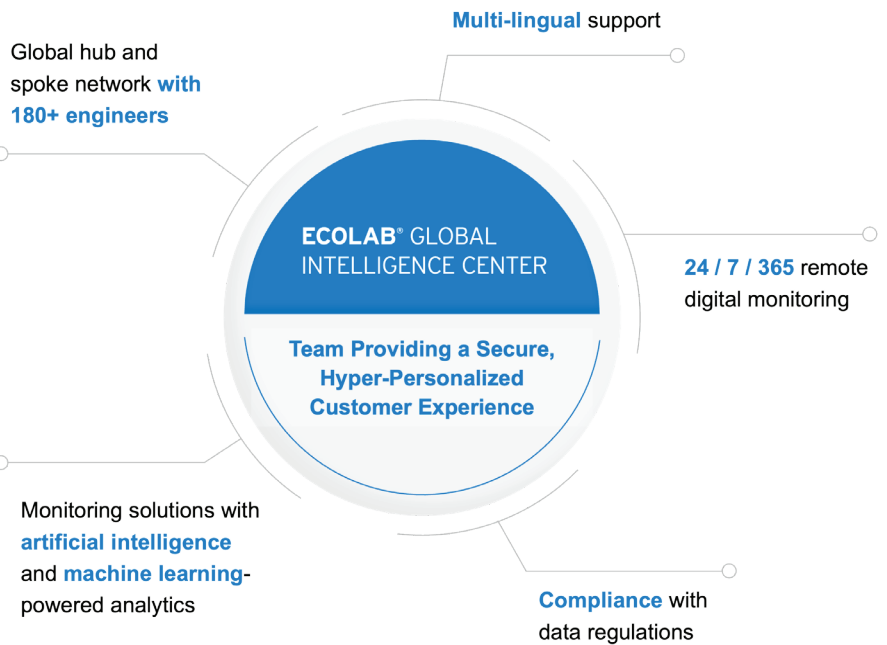 Multi-lingual support
Global hub and
spoke network with
180+ engineers
ECOLAB® GLOBAL
INTELLIGENCE CENTER
24 / 7 / 365 remote
digital monitoring
Team Providing a Secure,
Hyper-Personalized
Customer Experience
Monitoring solutions with
artificial intelligence
and machine learning-
powered analytics
Compliance with
data regulations